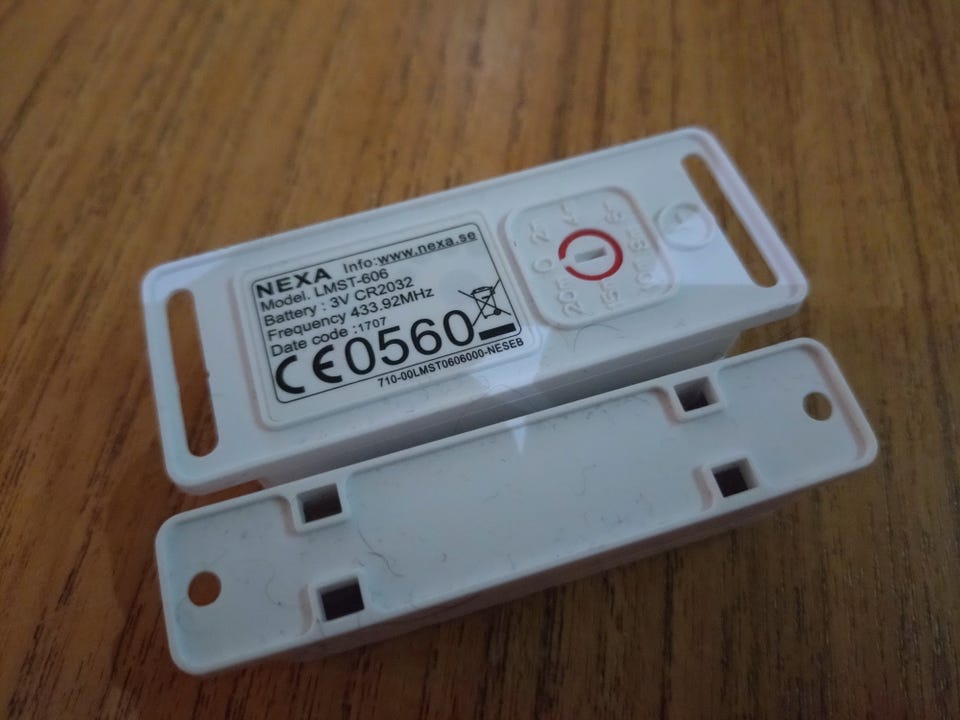 NEXA Info:www.nexa.se
Model. LMST-606
Battery : 3V CR2032
Frequency 433.92MHz
Date code :1707
CE0560
710-00LMST0606000-NESEB